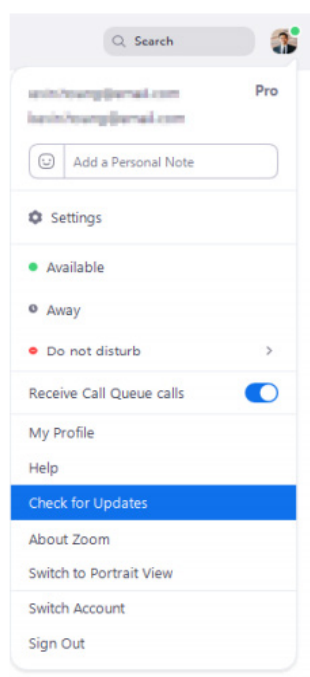 Search
Pro
Add a Personal Note
Settings
Available
Away
Do not disturb
Receive Call Queue calls
My Profile
Help
Check for Updates
About Zoom
Switch to Portrait View
Switch Account
Sign Out